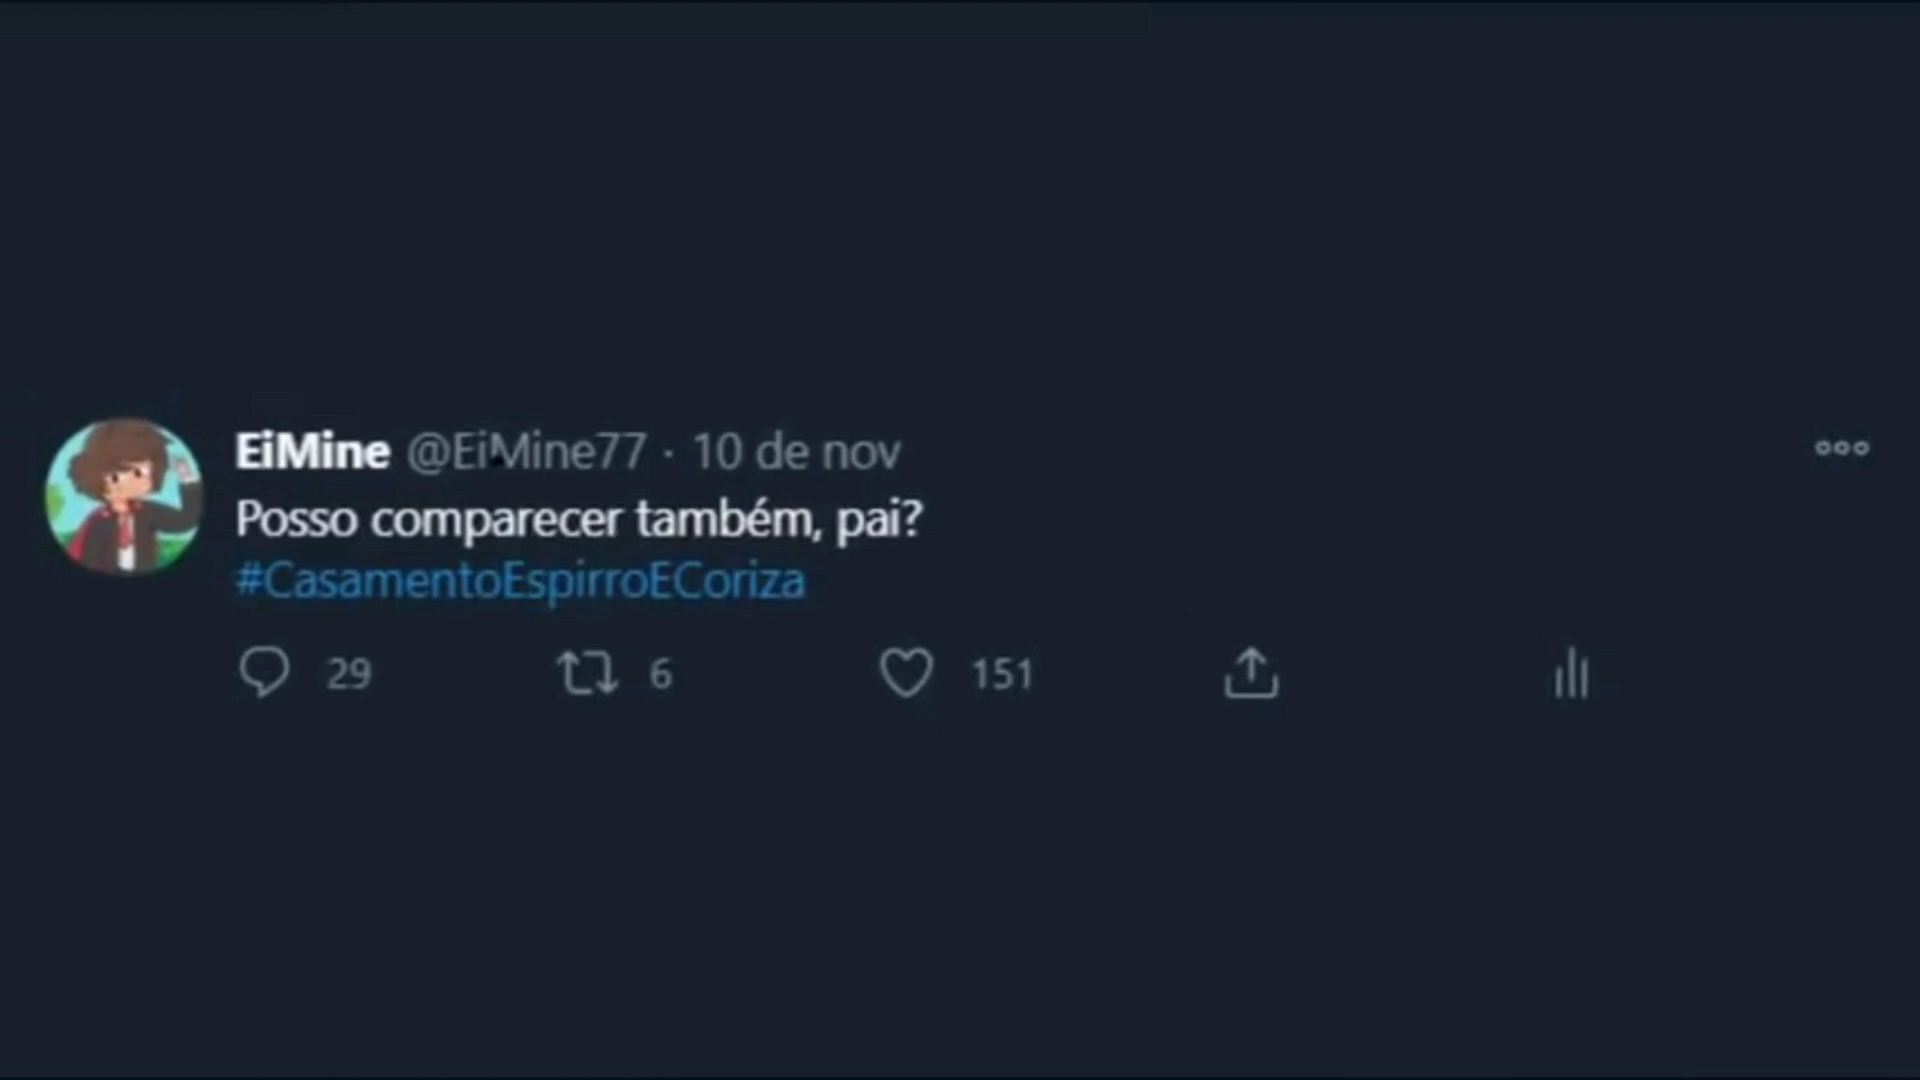 EiMine @EiMine77 · 10 de nov
Posso comparecer também, pai?
#CasamentoEspirroECoriza
29 6 151